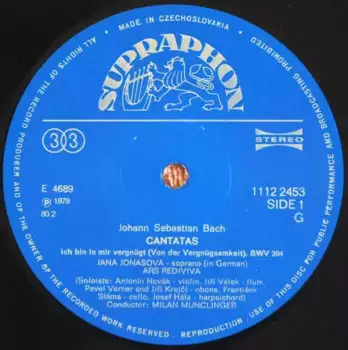 MADE IN CZECHOSLOVAKIA
ALL RIGHTS OF THE RECORD PRODUCER AND OF THE OWNER OF THE WORK RESERVED. REPRODUCTION OR USE OF THIS DISC FOR PUBLIC PERFORMANCE AND BROADCASTING PROHIBITED
SUPRAPHON
33
STEREO
E 4689
℗ 1979
80 2
1112 2453
SIDE 1
G
Johann Sebastian Bach
CANTATAS
Ich bin in mir vergnügt (Von der Vergnügsamkeit), BWV 204
JANA JONÁŠOVÁ - soprano (in German)
ARS REDIVIVA
(Soloists: Antonín Novák - violin, Jiří Válek - flute,
Pavel Verner and Jiří Krejčí - oboes, František
Sláma - cello, Josef Hála - harpsichord)
Conductor: MILAN MUNCLINGER